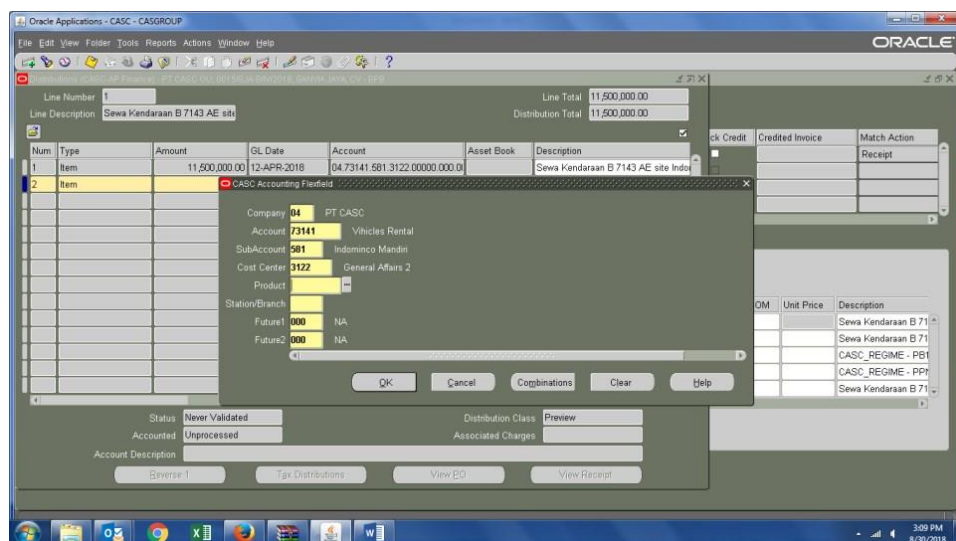 Oracle Applications - CASC - CASGROUP
File Edit View Folder Tools Reports Actions Window Help
ORACLE
Line Number 1
Line Total 11,500,000.00
Line Description Sewa Kendaraan B 7143 AE site
Distribution Total 11,500,000.00
ck Credit Credited Invoice Match Action
Num Type Amount GL Date Account Asset Book Description
Receipt
1 Item 11,500,000.00 12-APR-2018 04.73141.581.3122.00000.000.0 Sewa Kendaraan B 7143 AE site Indo
2 Item
CASC Accounting Flexfield
Company 04 PT CASC
Account 73141 Vihicles Rental
SubAccount 581 Indominco Mandiri
Cost Center 3122 General Affairs 2
Product
Station/Branch
Future1 000 NA
Future2 000 NA
OM Unit Price Description
Sewa Kendaraan B 71
Sewa Kendaraan B 71
CASC_REGIME - PB1
CASC_REGIME - PPN
Sewa Kendaraan B 71
OK Cancel Combinations Clear Help
Status Never Validated
Distribution Class Preview
Accounted Unprocessed
Associated Charges
Account Description
Reverse 1 Tax Distributions View PO View Receipt
3:09 PM
8/30/2018